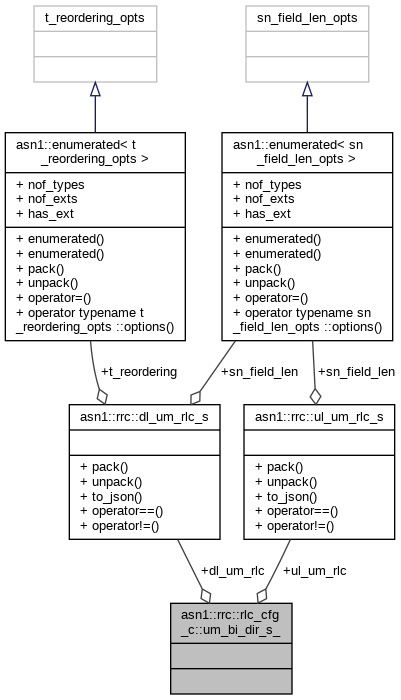 t_reordering_opts
sn_field_len_opts
asn1::enumerated< t
_reordering_opts >
+ nof_types
+ nof_exts
+ has_ext
+ enumerated()
+ enumerated()
+ pack()
+ unpack()
+ operator=()
+ operator typename t
_reordering_opts ::options()
asn1::enumerated< sn
_field_len_opts >
+ nof_types
+ nof_exts
+ has_ext
+ enumerated()
+ enumerated()
+ pack()
+ unpack()
+ operator=()
+ operator typename sn
_field_len_opts ::options()
+t_reordering
+sn_field_len
+sn_field_len
asn1::rrc::dl_um_rlc_s
+ pack()
+ unpack()
+ to_json()
+ operator==()
+ operator!=()
asn1::rrc::ul_um_rlc_s
+ pack()
+ unpack()
+ to_json()
+ operator==()
+ operator!=()
+dl_um_rlc
+ul_um_rlc
asn1::rrc::rlc_cfg
_c::um_bi_dir_s_